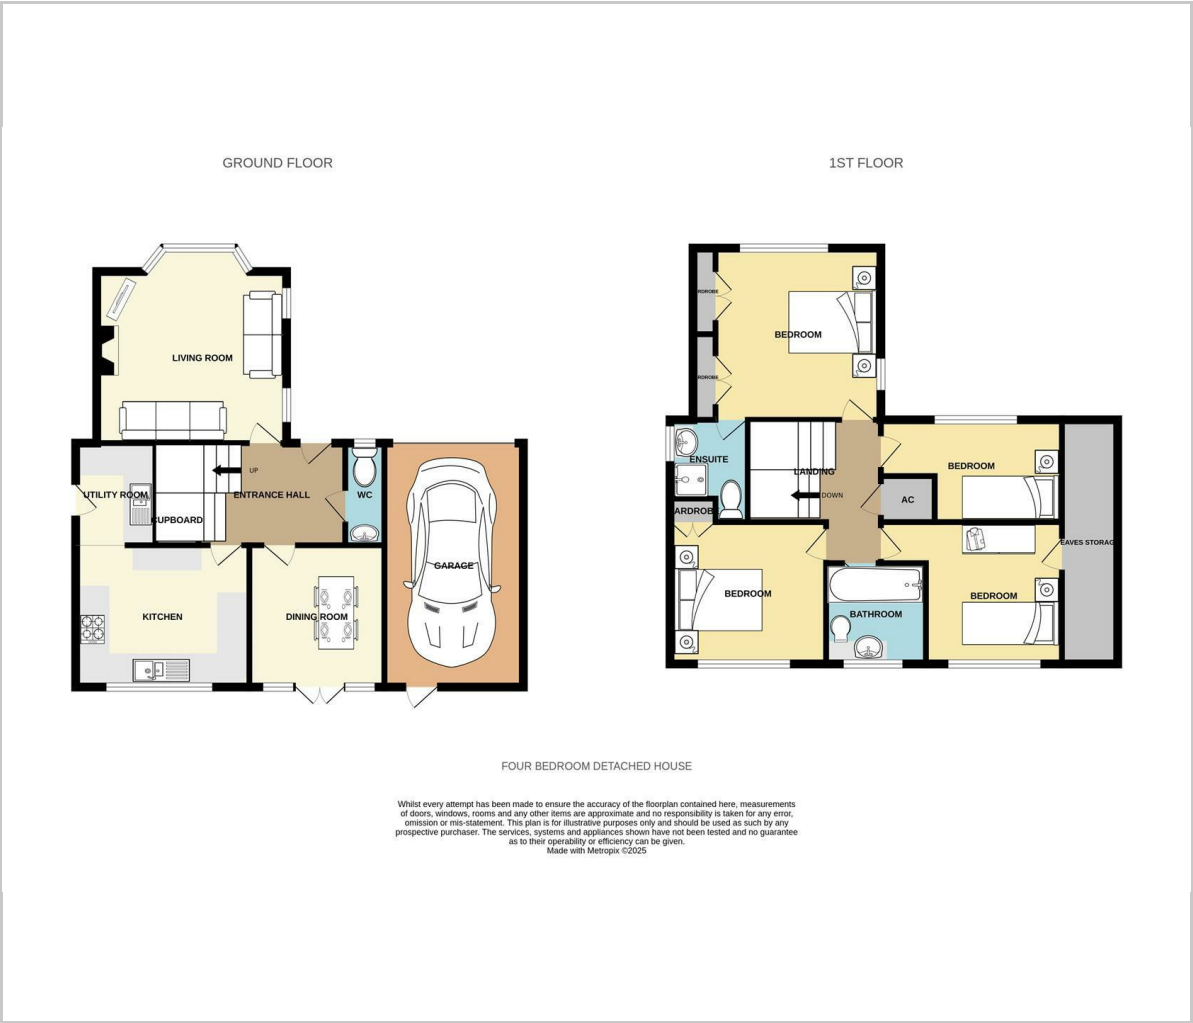 GROUND FLOOR
1ST FLOOR
LIVING ROOM
UP
UTILITY ROOM
ENTRANCE HALL
WC
CUPBOARD
GARAGE
KITCHEN
DINING ROOM
RDROBE
BEDROOM
RDROBE
ENSUITE
LANDING
BEDROOM
DOWN
AC
ARDROBE
EAVES STORAG
BEDROOM
BEDROOM
BATHROOM
FOUR BEDROOM DETACHED HOUSE
Whilst every attempt has been made to ensure the accuracy of the floorplan contained here, measurements
of doors, windows, rooms and any other items are approximate and no responsibility is taken for any error,
omission or mis-statement. This plan is for illustrative purposes only and should be used as such by any
prospective purchaser. The services, systems and appliances shown have not been tested and no guarantee
as to their operability or efficiency can be given.
Made with Metropix ©2025